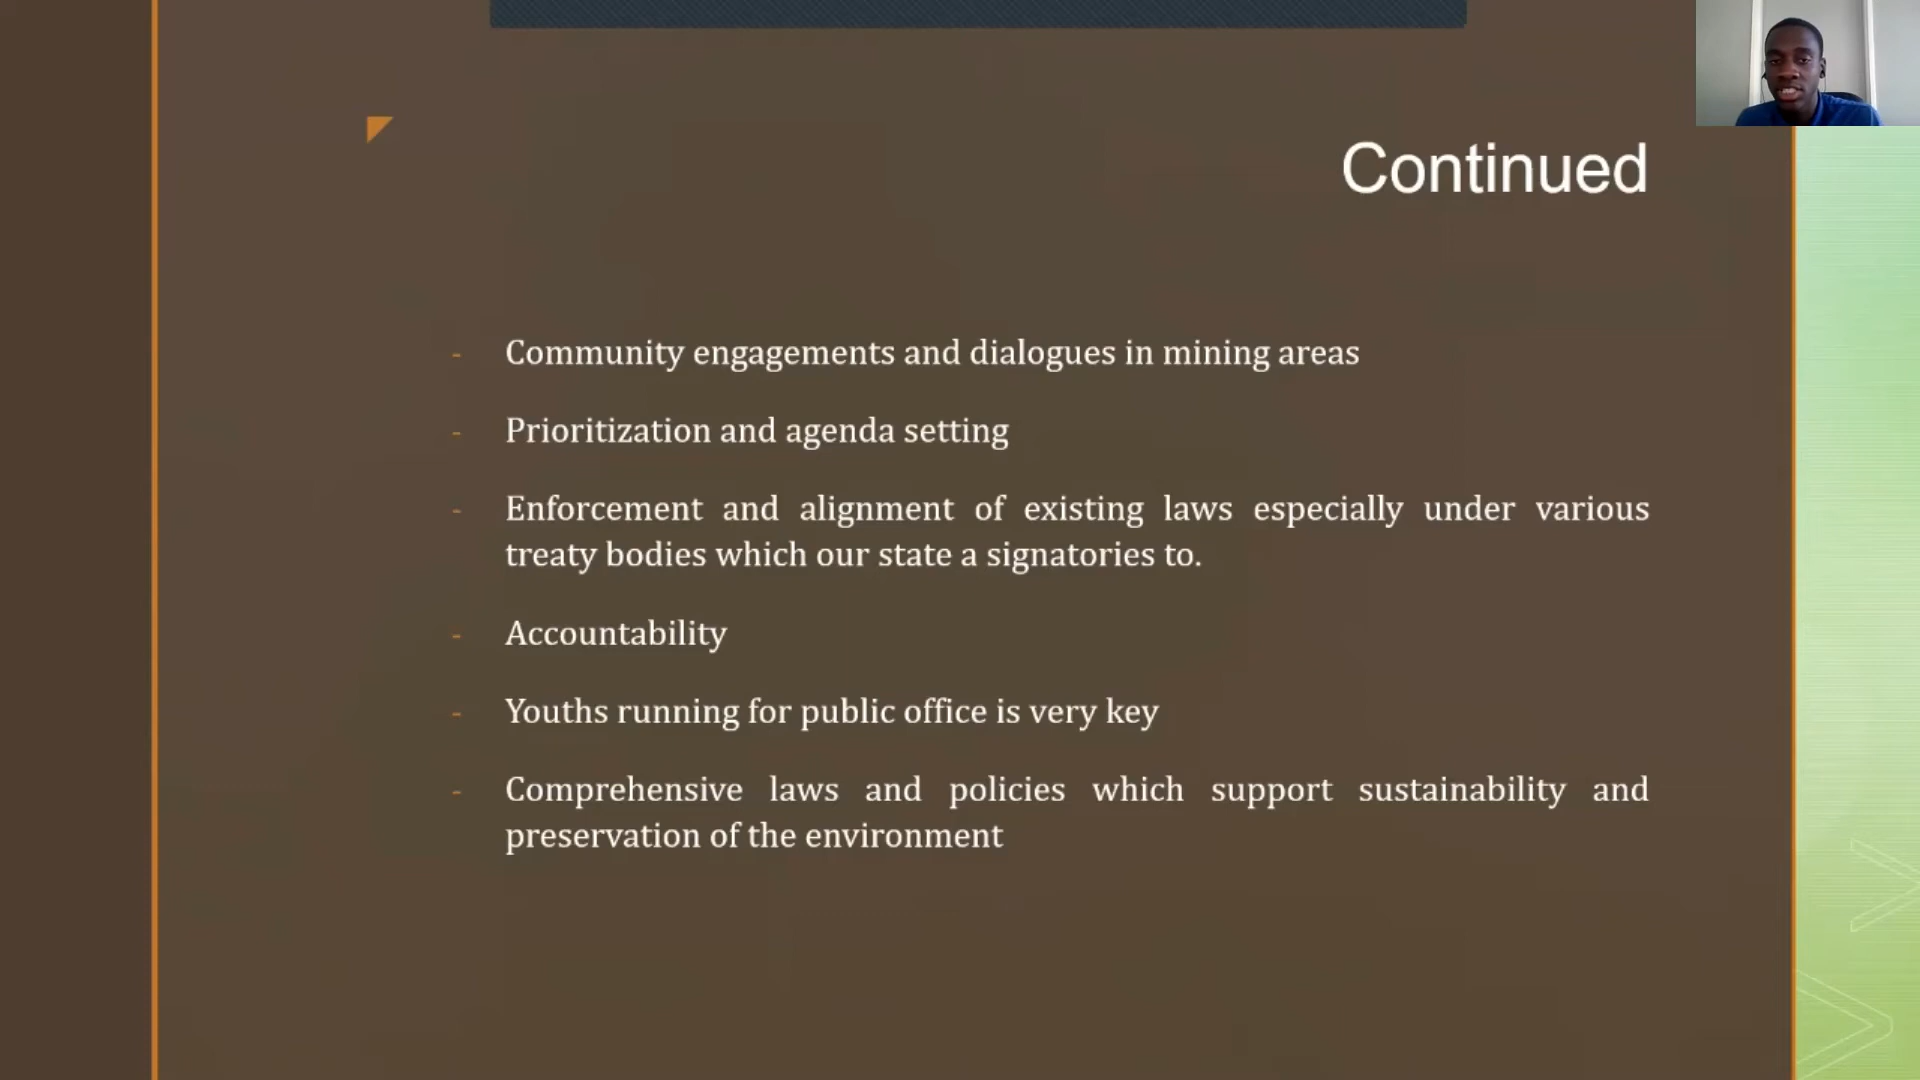 Continued
- Community engagements and dialogues in mining areas
- Prioritization and agenda setting
- Enforcement and alignment of existing laws especially under various
treaty bodies which our state a signatories to.
- Accountability
- Youths running for public office is very key
- Comprehensive laws and policies which support sustainability and
preservation of the environment